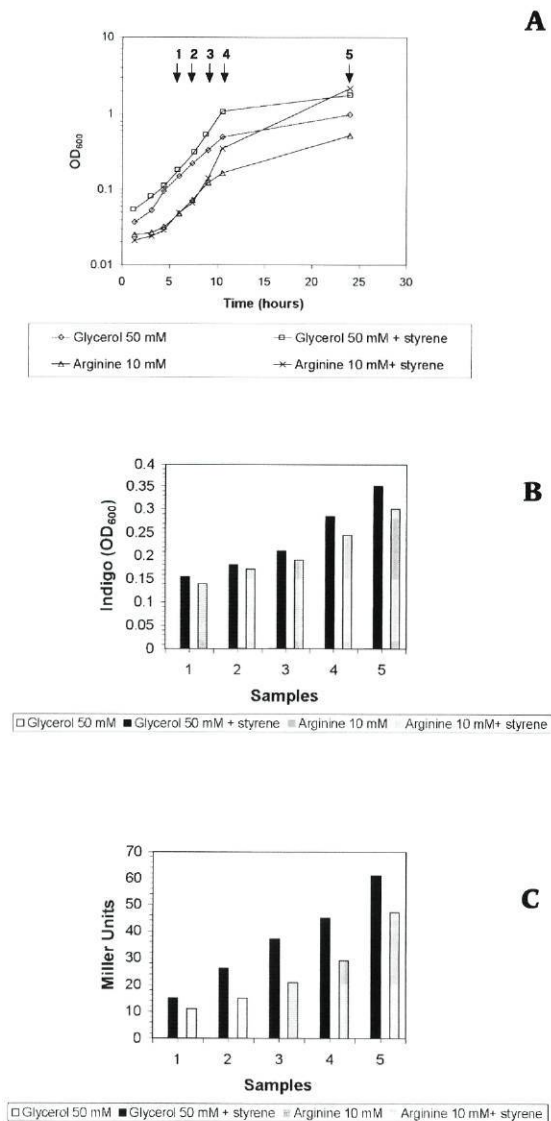 A
1 2 3 4 5
10
1
0.1
0.01
OD600
0 5 10 15 20 25 30
Time (hours)
Glycerol 50 mM Glycerol 50 mM + styrene
Arginine 10 mM Arginine 10 mM+ styrene
B
0.4
0.35
0.3
0.25
0.2
0.15
0.1
0.05
0
Indigo (OD600)
1 2 3 4 5
Samples
Glycerol 50 mM Glycerol 50 mM + styrene Arginine 10 mM Arginine 10 mM+ styrene
C
70
60
50
40
30
20
10
0
Miller Units
1 2 3 4 5
Samples
Glycerol 50 mM Glycerol 50 mM + styrene Arginine 10 mM Arginine 10 mM+ styrene